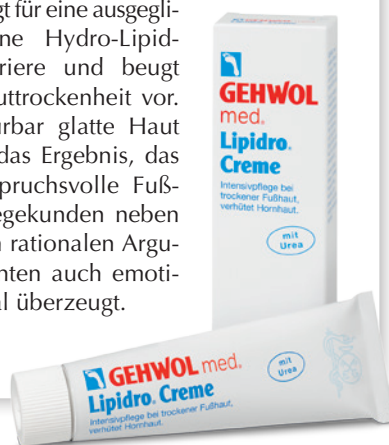 gt für eine ausgegli-
ne Hydro-Lipid-
riere und beugt
uttrockenheit vor.
rbar glatte Haut
das Ergebnis, das
spruchsvolle Fuß-
egekunden neben
n rationalen Argu-
nten auch emoti-
al überzeugt.
GEHWOL
med.
Lipidro.
Creme
Intensivpflege bei
trockener Fußhaut,
verhütet Hornhaut.
mit
Urea
GEHWOL med.
Lipidro. Creme
Intensivpflege bei trockener Fußhaut,
verhütet Hornhaut.
mit
Urea